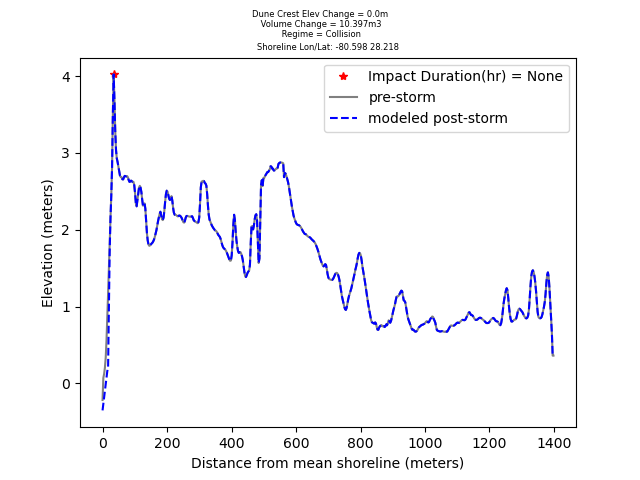 Dune Crest Elev Change = 0.0m
Volume Change = 10.397m3
Regime = Collision
Shoreline Lon/Lat: -80.598 28.218
Impact Duration(hr) = None
pre-storm
modeled post-storm
Elevation (meters)
4
3
2
1
0
0 200 400 600 800 1000 1200 1400
Distance from mean shoreline (meters)